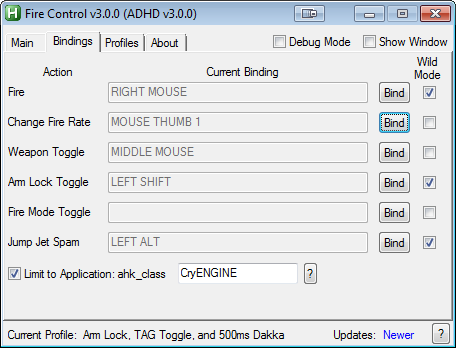 Fire Control v3.0.0 (ADHD v3.0.0)
Main Bindings Profiles About Debug Mode Show Window
Action Current Binding Wild Mode
Fire RIGHT MOUSE Bind
Change Fire Rate MOUSE THUMB 1 Bind
Weapon Toggle MIDDLE MOUSE Bind
Arm Lock Toggle LEFT SHIFT Bind
Fire Mode Toggle Bind
Jump Jet Spam LEFT ALT Bind
Limit to Application: ahk_class CryENGINE ?
Current Profile: Arm Lock, TAG Toggle, and 500ms Dakka Updates: Newer ?